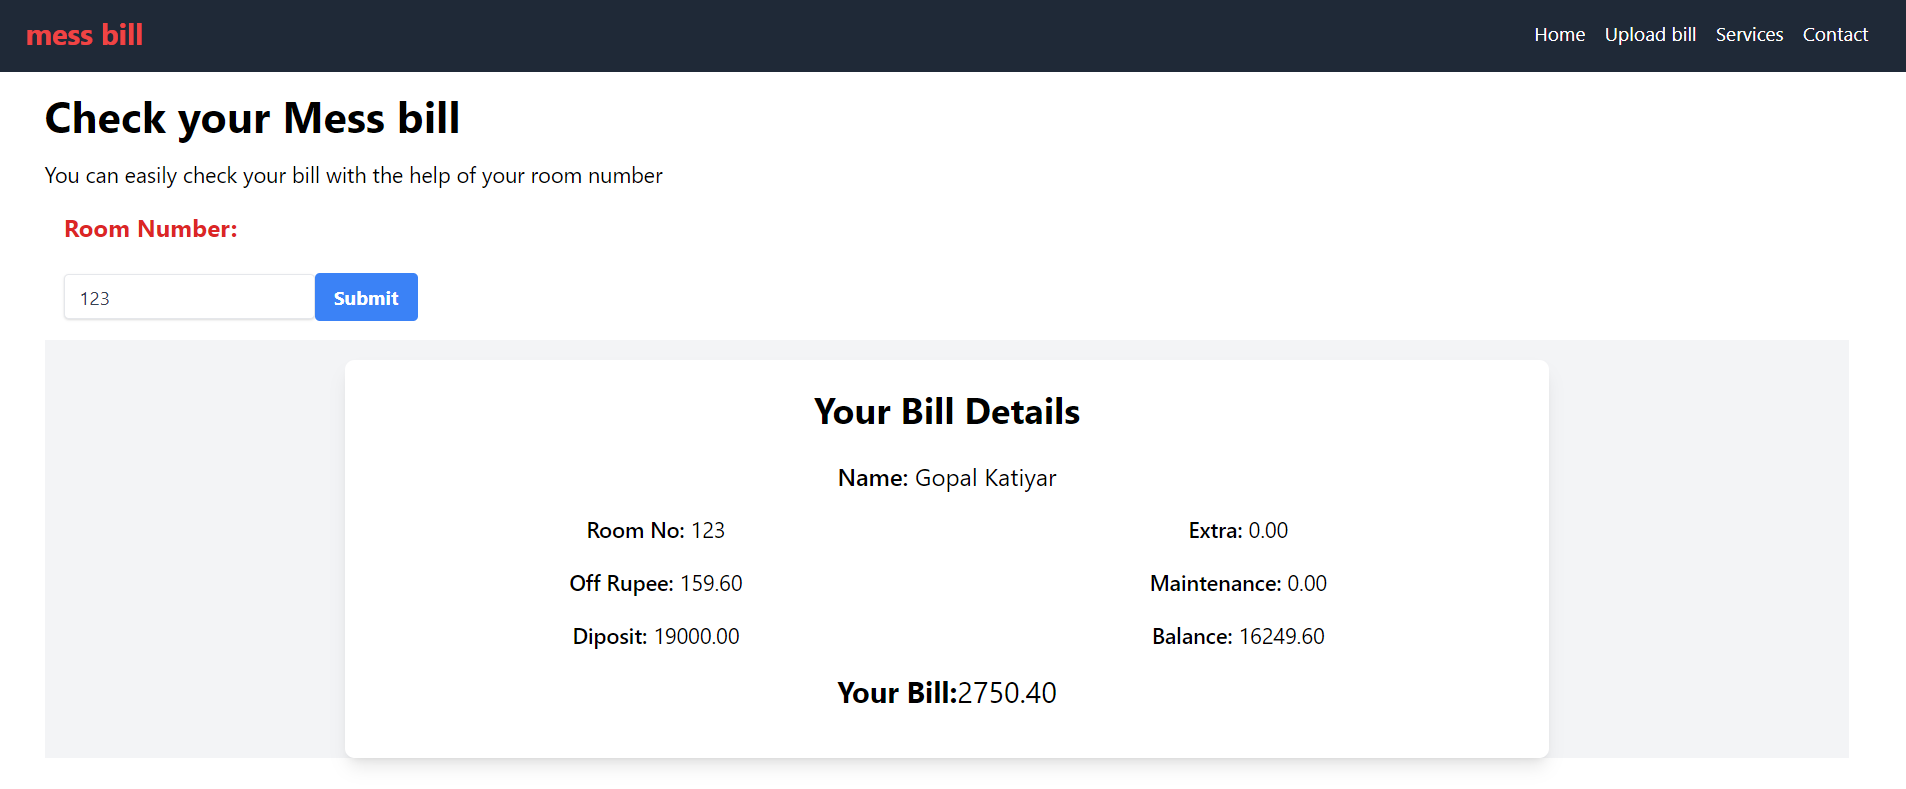 mess bill
Home Upload bill Services Contact
Check your Mess bill
You can easily check your bill with the help of your room number
Room Number:
123 Submit
Your Bill Details
Name: Gopal Katiyar
Room No: 123 Extra: 0.00
Off Rupee: 159.60 Maintenance: 0.00
Diposit: 19000.00 Balance: 16249.60
Your Bill:2750.40